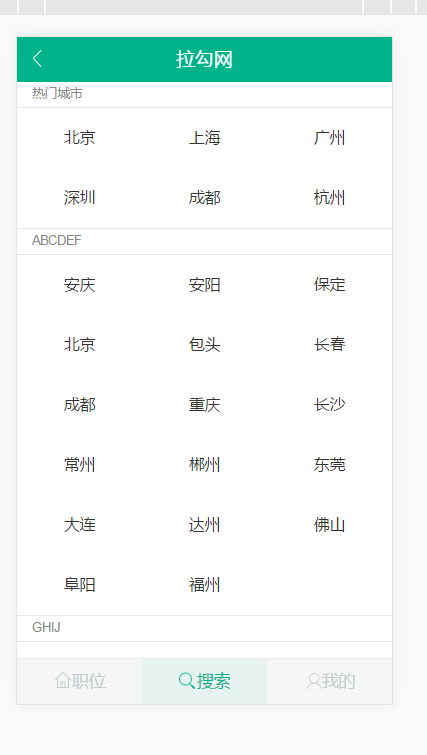 拉勾网
热门城市
北京 上海 广州
深圳 成都 杭州
ABCDEF
安庆 安阳 保定
北京 包头 长春
成都 重庆 长沙
常州 郴州 东莞
大连 达州 佛山
阜阳 福州
GHIJ
职位 搜索 我的